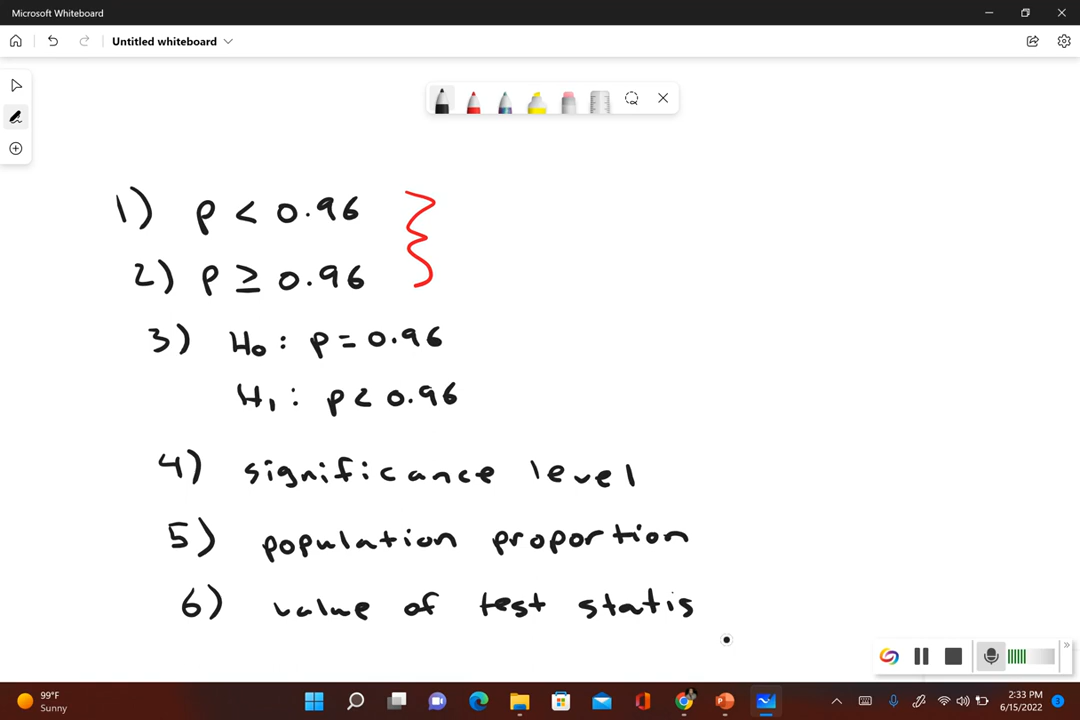 Microsoft Whiteboard
Untitled whiteboard
1) p < 0.96
2) p ≥ 0.96
3) H₀ : p = 0.96
H₁ : p < 0.96
4) significance level
5) population proportion
6) value of test statis
99°F
Sunny
2:33 PM
6/15/2022
3